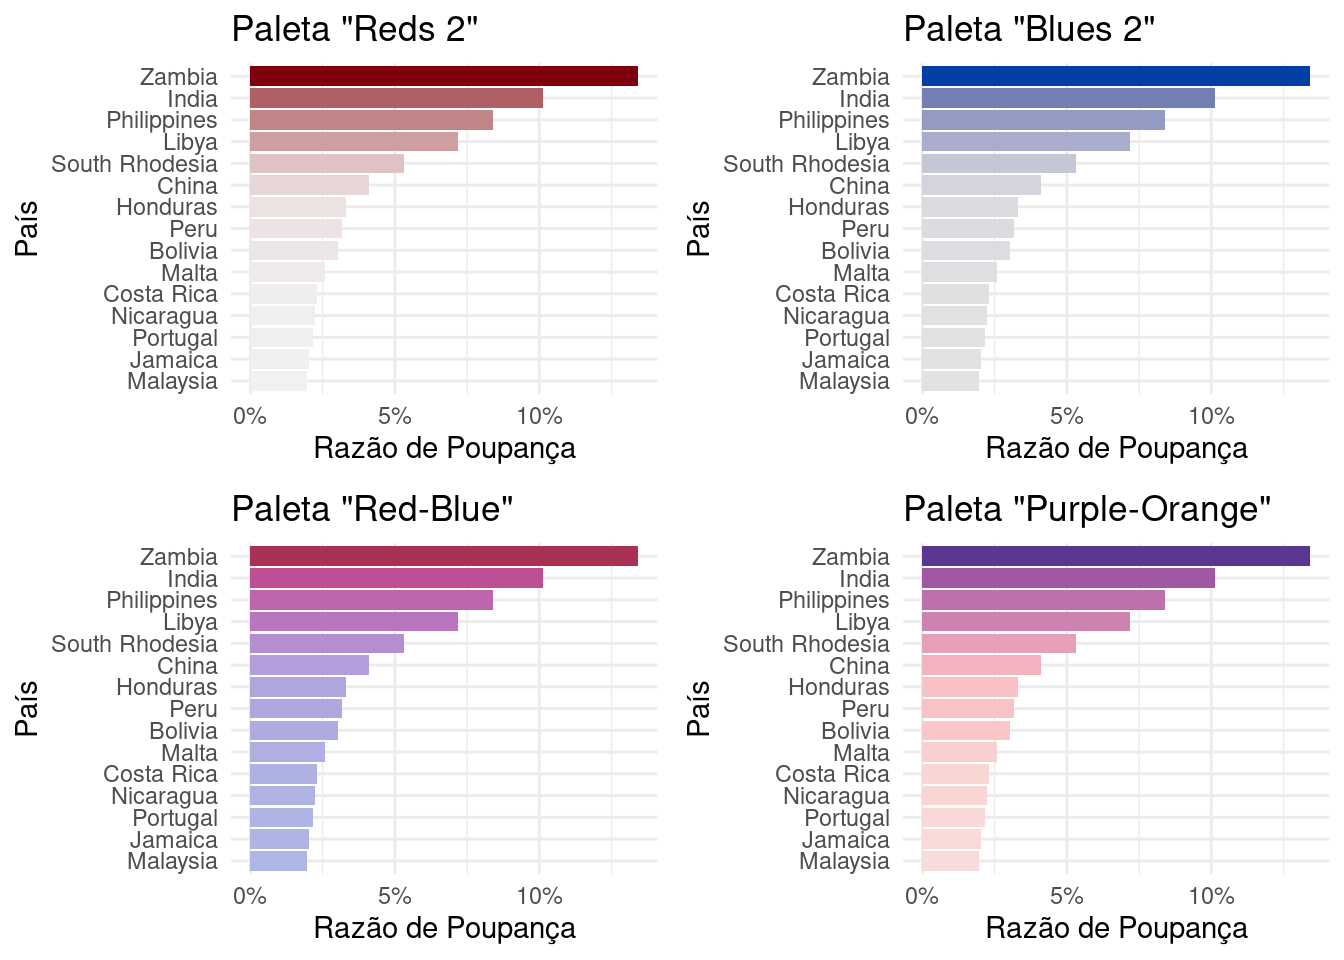 Paleta "Reds 2"
Zambia
India
Philippines
Libya
South Rhodesia
China
Honduras
Peru
Bolivia
Malta
Costa Rica
Nicaragua
Portugal
Jamaica
Malaysia
País
0% 5% 10%
Razão de Poupança
Paleta "Blues 2"
Zambia
India
Philippines
Libya
South Rhodesia
China
Honduras
Peru
Bolivia
Malta
Costa Rica
Nicaragua
Portugal
Jamaica
Malaysia
País
0% 5% 10%
Razão de Poupança
Paleta "Red-Blue"
Zambia
India
Philippines
Libya
South Rhodesia
China
Honduras
Peru
Bolivia
Malta
Costa Rica
Nicaragua
Portugal
Jamaica
Malaysia
País
0% 5% 10%
Razão de Poupança
Paleta "Purple-Orange"
Zambia
India
Philippines
Libya
South Rhodesia
China
Honduras
Peru
Bolivia
Malta
Costa Rica
Nicaragua
Portugal
Jamaica
Malaysia
País
0% 5% 10%
Razão de Poupança